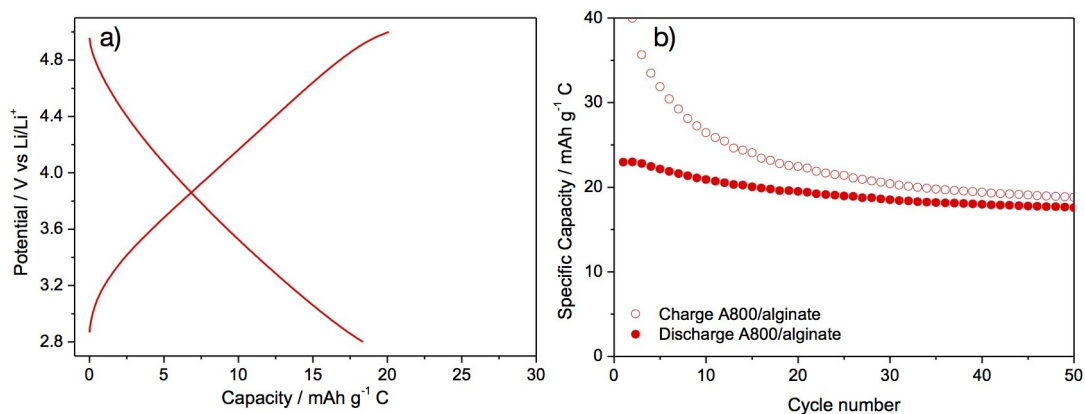 a)
4.8
4.4
4.0
3.6
3.2
2.8
Potential / V vs Li/Li⁺
0 5 10 15 20 25 30
Capacity / mAh g⁻¹ C
b)
40
30
20
10
0
Specific Capacity / mAh g⁻¹ C
Charge A800/alginate
Discharge A800/alginate
0 10 20 30 40 50
Cycle number